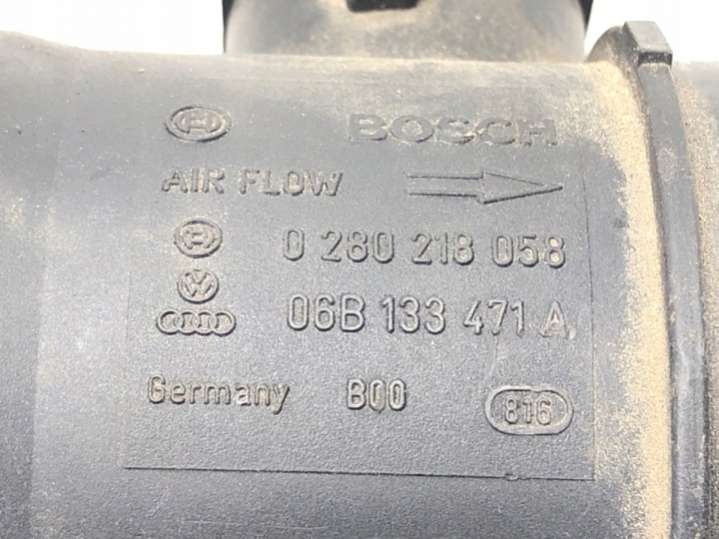 BOSCH
AIR FLOW
0 280 218 058
06B 133 471 A
Germany B00 816